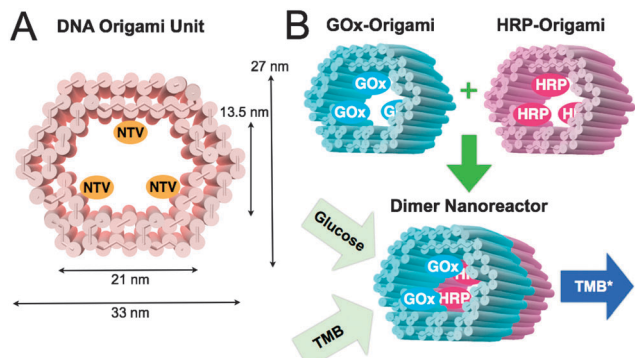 A
DNA Origami Unit
27 nm
13.5 nm
NTV
NTV
NTV
21 nm
33 nm
B
GOx-Origami
HRP-Origami
GOx
GOx
+
HRP
HRP
Dimer Nanoreactor
Glucose
TMB
GOx
GOx
HRP
TMB*